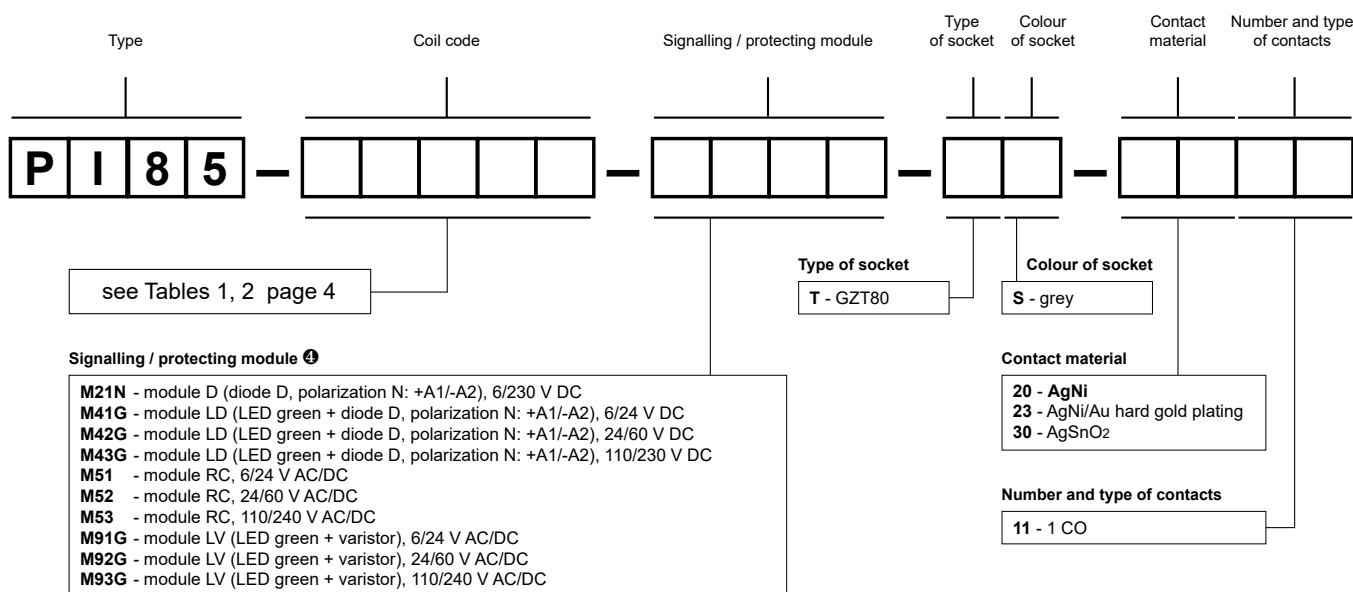 Type
Coil code
Signalling / protecting module
Type
of socket
Colour
of socket
Contact
material
Number and type
of contacts
P I 8 5 – – – –
see Tables 1, 2 page 4
Type of socket
T - GZT80
Colour of socket
S - grey
Signalling / protecting module ❹
M21N - module D (diode D, polarization N: +A1/-A2), 6/230 V DC
M41G - module LD (LED green + diode D, polarization N: +A1/-A2), 6/24 V DC
M42G - module LD (LED green + diode D, polarization N: +A1/-A2), 24/60 V DC
M43G - module LD (LED green + diode D, polarization N: +A1/-A2), 110/230 V DC
M51 - module RC, 6/24 V AC/DC
M52 - module RC, 24/60 V AC/DC
M53 - module RC, 110/240 V AC/DC
M91G - module LV (LED green + varistor), 6/24 V AC/DC
M92G - module LV (LED green + varistor), 24/60 V AC/DC
M93G - module LV (LED green + varistor), 110/240 V AC/DC
Contact material
20 - AgNi
23 - AgNi/Au hard gold plating
30 - AgSnO2
Number and type of contacts
11 - 1 CO